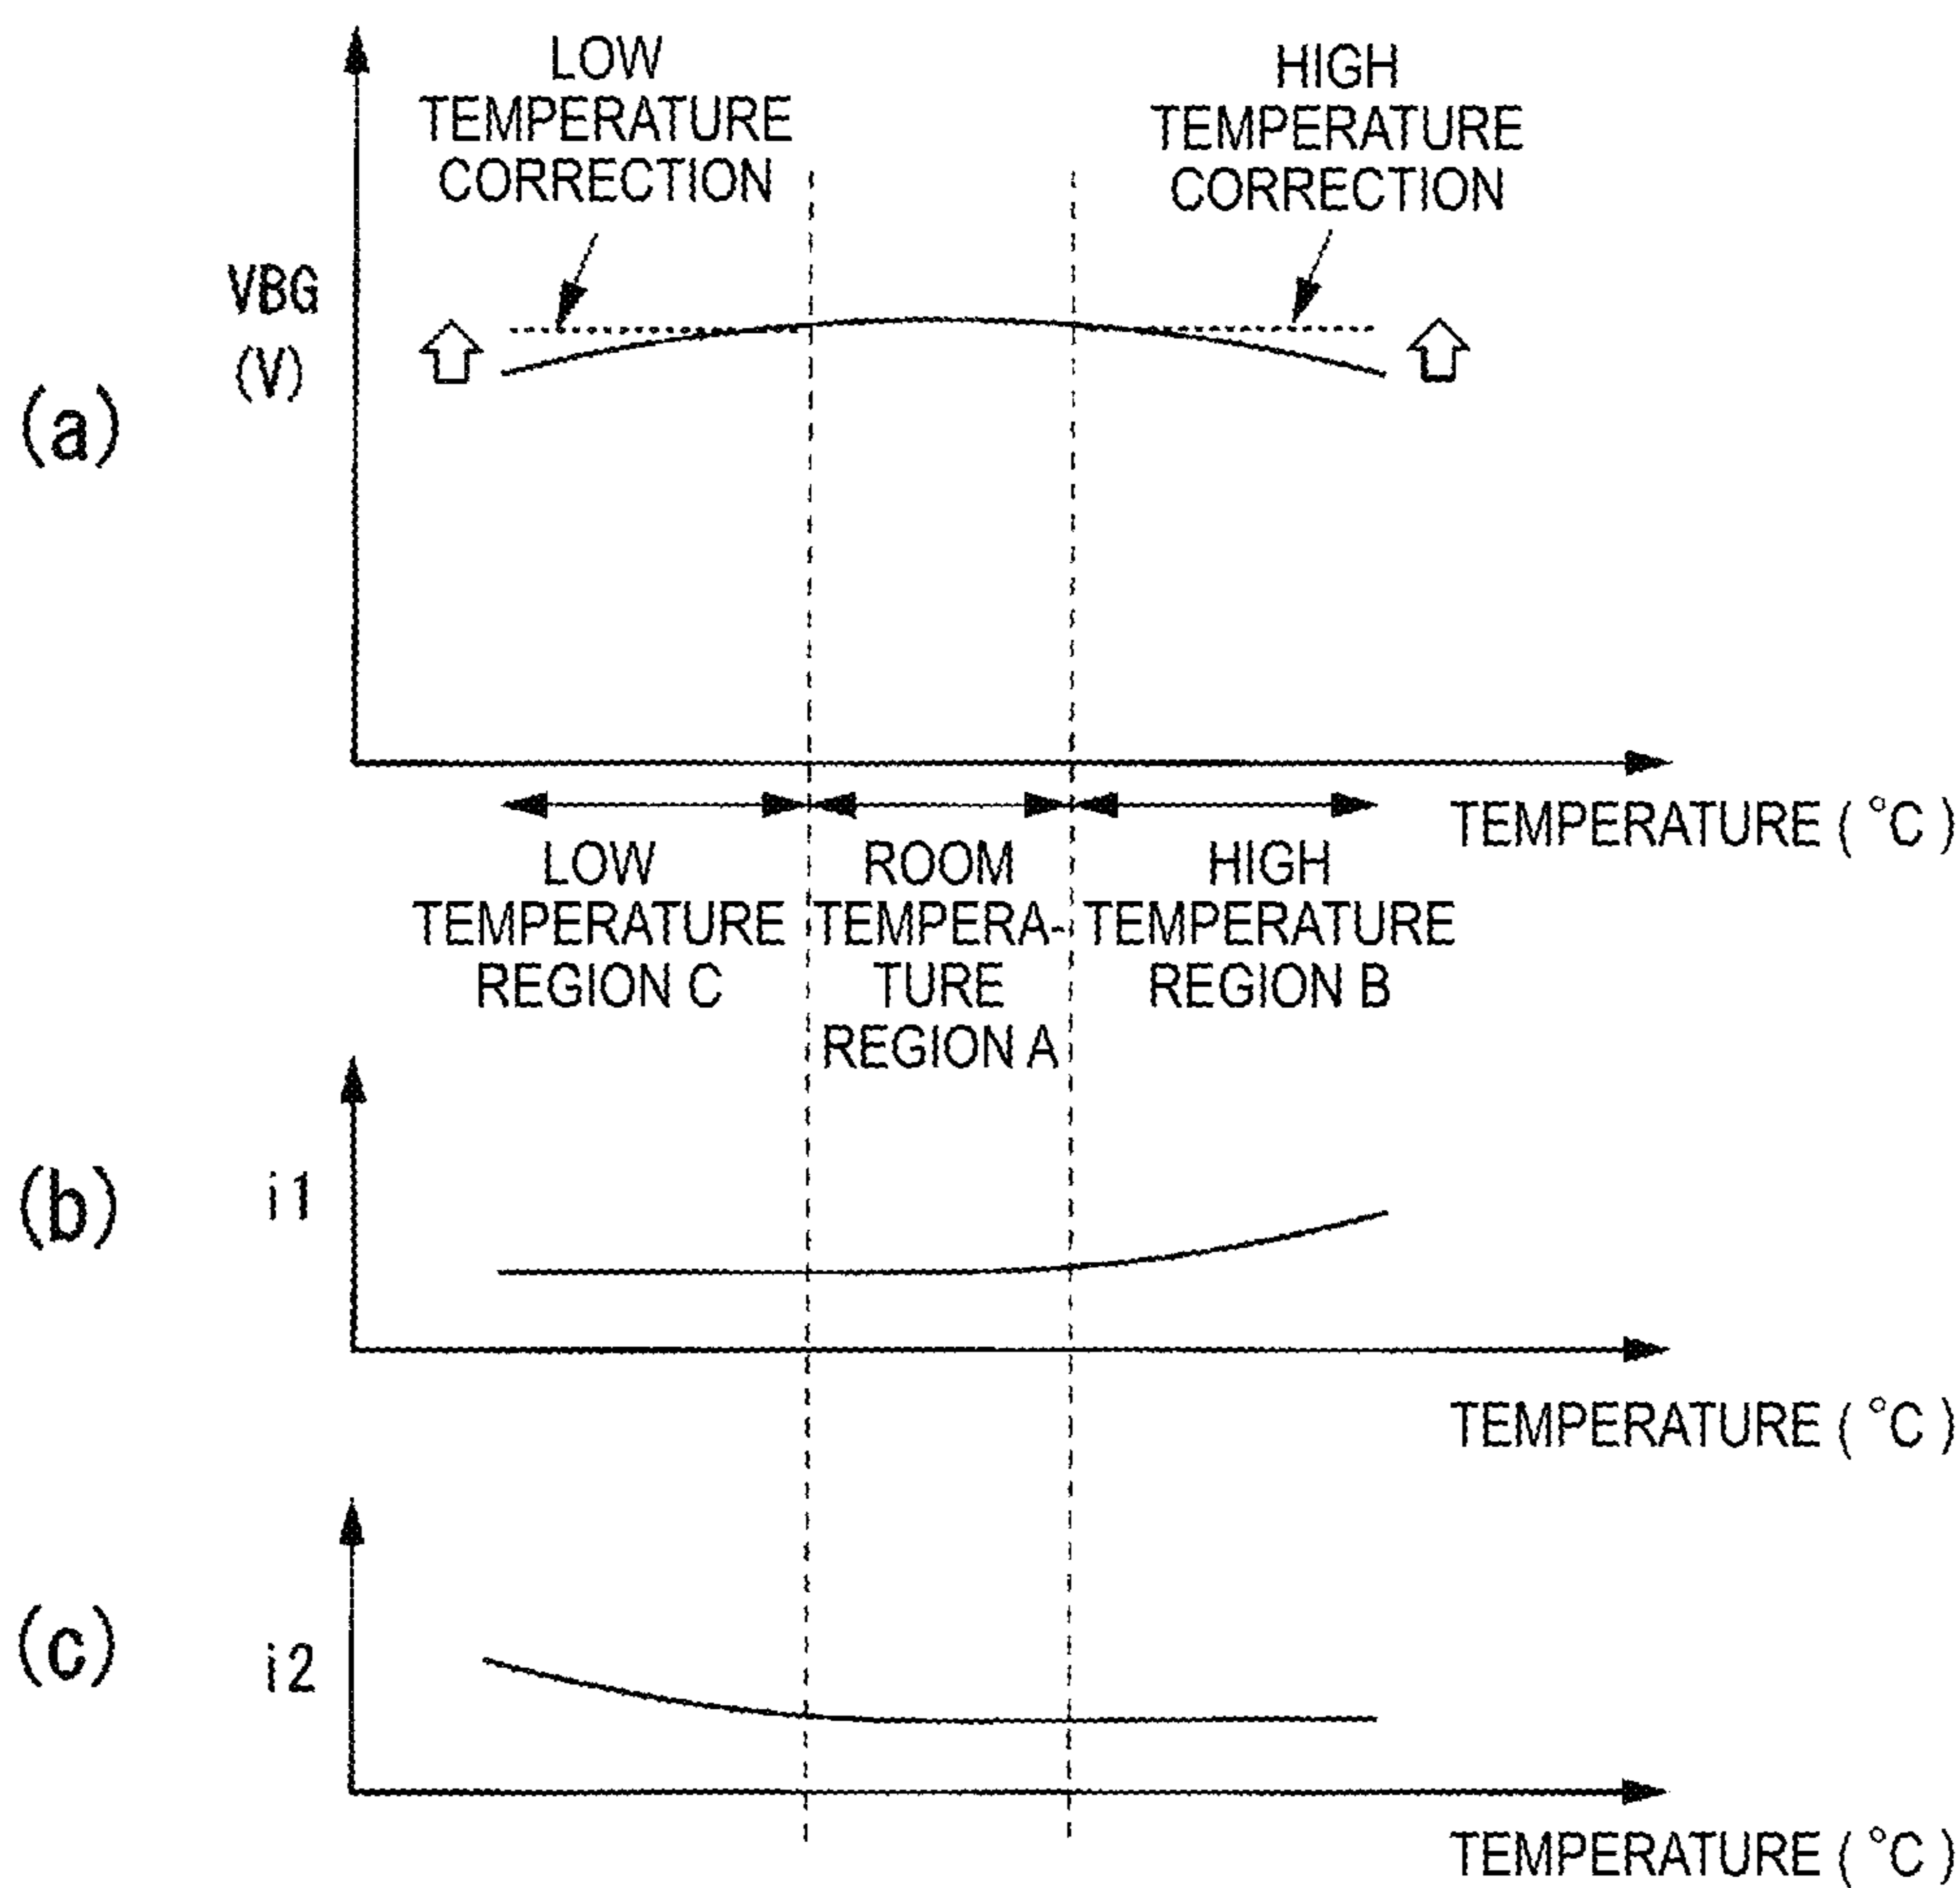 LOW
TEMPERATURE
CORRECTION
HIGH
TEMPERATURE
CORRECTION
VBG
(V)
(a)
TEMPERATURE ( °C )
LOW
TEMPERATURE
REGION C
ROOM
TEMPERA-
TURE
REGION A
HIGH
TEMPERATURE
REGION B
(b)
i1
TEMPERATURE ( °C )
(c)
i2
TEMPERATURE ( °C )